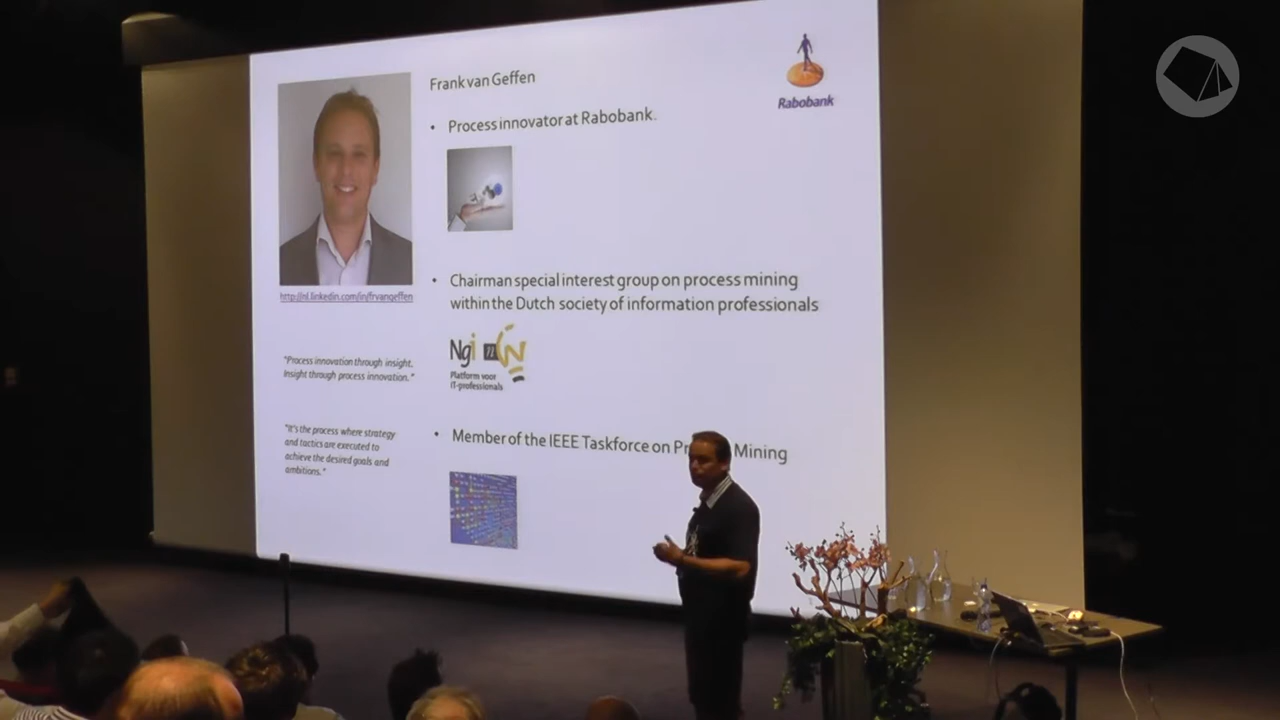 Frank van Geffen
Rabobank
• Process innovator at Rabobank.
• Chairman special interest group on process mining
within the Dutch society of information professionals
http://nl.linkedin.com/in/frvangeffen
Ngi
Platform voor
IT-professionals
"Process innovation through insight.
Insight through process innovation."
"It's the process where strategy
and tactics are executed to
achieve the desired goals and
ambitions."
• Member of the IEEE Taskforce on Mining